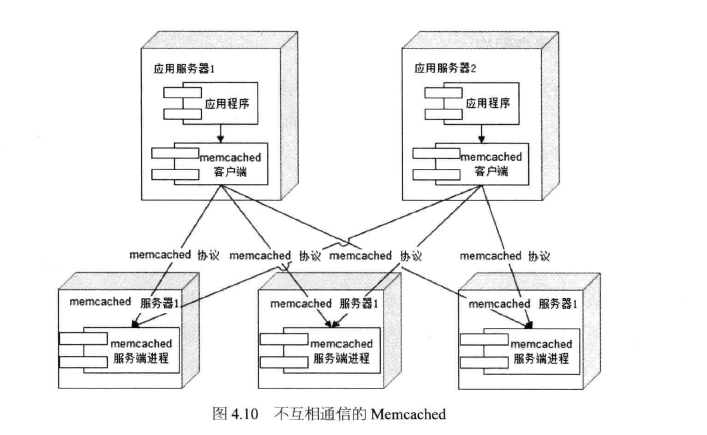 应用服务器1
应用程序
memcached
客户端
应用服务器2
应用程序
memcached
客户端
memcached 协议
memcached 协议
memcached 协议
memcached 协议
memcached 服务器1
memcached
服务端进程
memcached 服务器1
memcached
服务端进程
memcached 服务器1
memcached
服务端进程
图 4.10 不互相通信的 Memcached